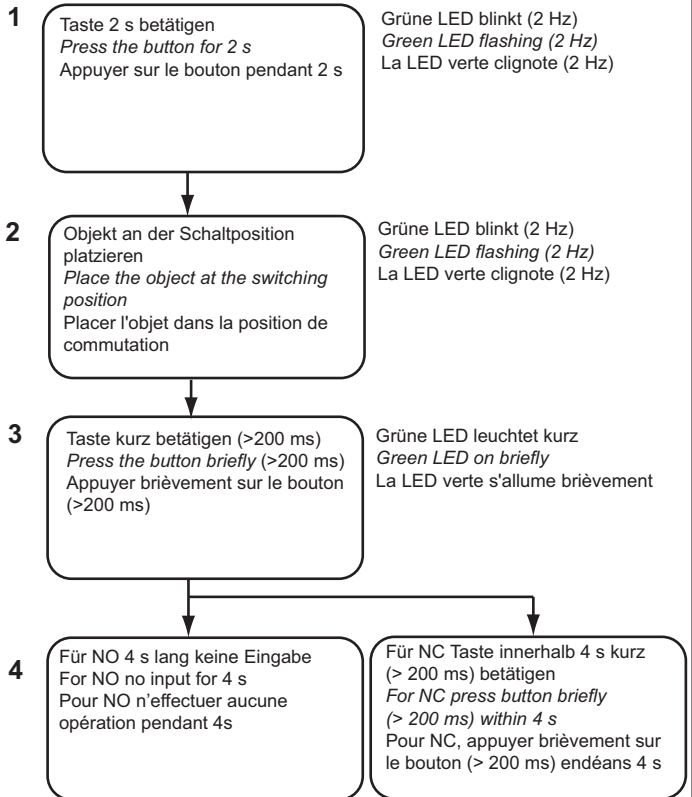 1
Taste 2 s betätigen
Press the button for 2 s
Appuyer sur le bouton pendant 2 s
Grüne LED blinkt (2 Hz)
Green LED flashing (2 Hz)
La LED verte clignote (2 Hz)
2
Objekt an der Schaltposition
platzieren
Place the object at the switching
position
Placer l'objet dans la position de
commutation
Grüne LED blinkt (2 Hz)
Green LED flashing (2 Hz)
La LED verte clignote (2 Hz)
3
Taste kurz betätigen (>200 ms)
Press the button briefly (>200 ms)
Appuyer brièvement sur le bouton
(>200 ms)
Grüne LED leuchtet kurz
Green LED on briefly
La LED verte s'allume brièvement
4
Für NO 4 s lang keine Eingabe
For NO no input for 4 s
Pour NO n’effectuer aucune
opération pendant 4s
Für NC Taste innerhalb 4 s kurz
(> 200 ms) betätigen
For NC press button briefly
(> 200 ms) within 4 s
Pour NC, appuyer brièvement sur
le bouton (> 200 ms) endéans 4 s